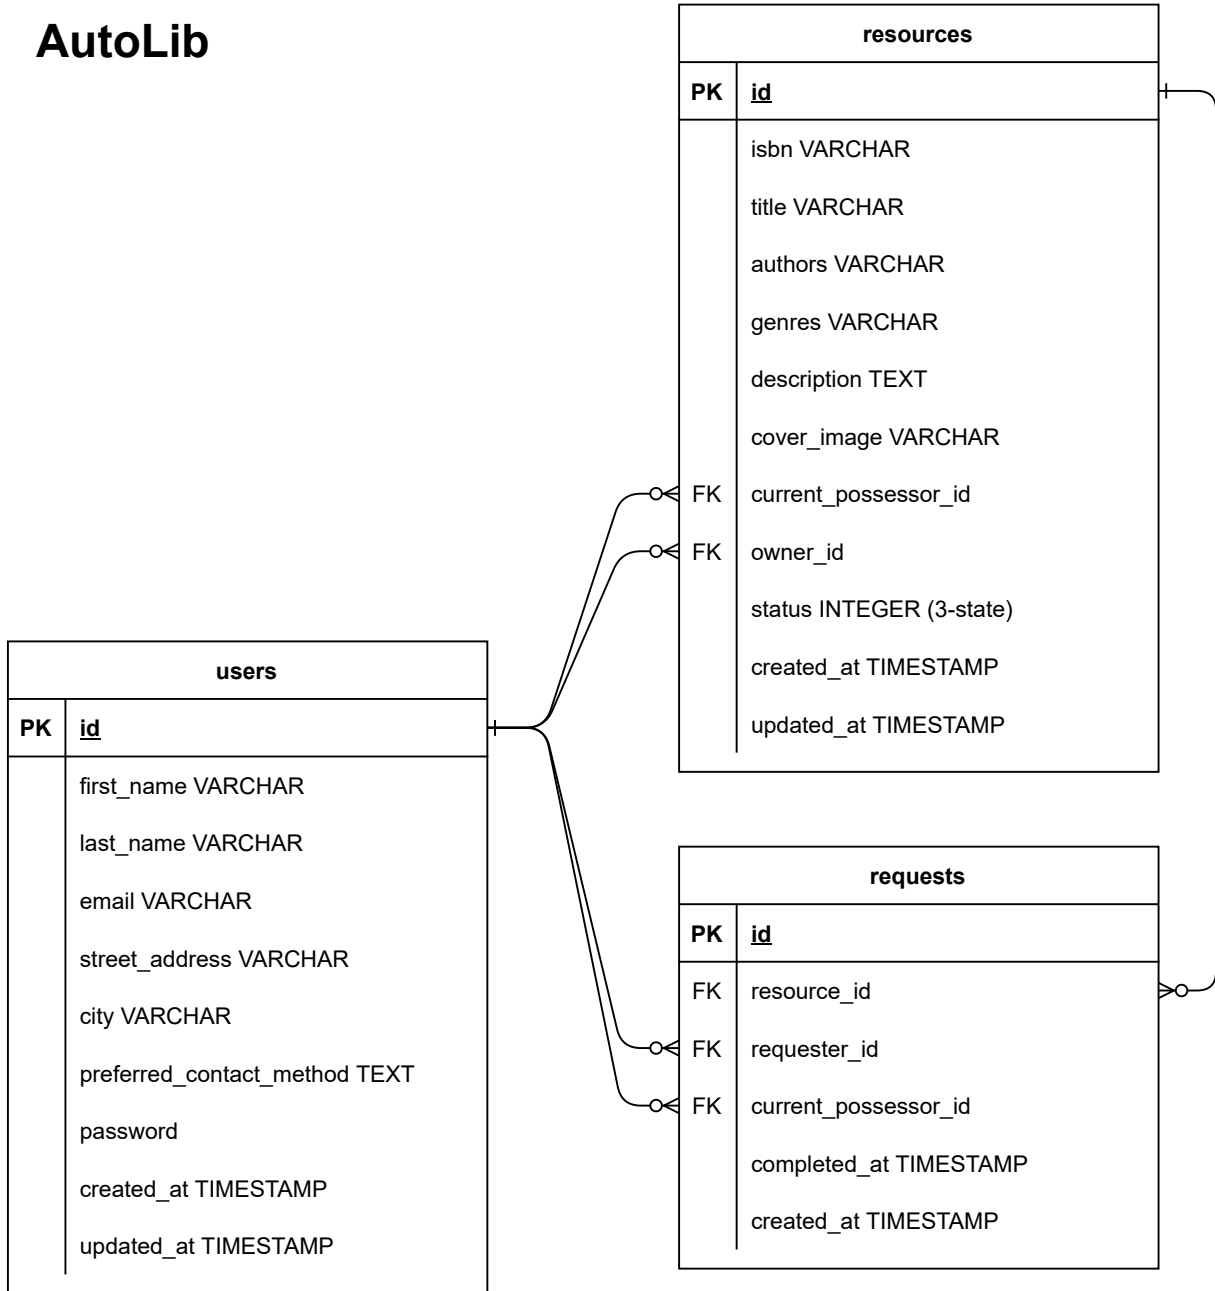 AutoLib
resources
PK id
isbn VARCHAR
title VARCHAR
authors VARCHAR
genres VARCHAR
description TEXT
cover_image VARCHAR
FK current_possessor_id
FK owner_id
status INTEGER (3-state)
created_at TIMESTAMP
updated_at TIMESTAMP
users
PK id
first_name VARCHAR
last_name VARCHAR
email VARCHAR
street_address VARCHAR
city VARCHAR
preferred_contact_method TEXT
password
created_at TIMESTAMP
updated_at TIMESTAMP
requests
PK id
FK resource_id
FK requester_id
FK current_possessor_id
completed_at TIMESTAMP
created_at TIMESTAMP